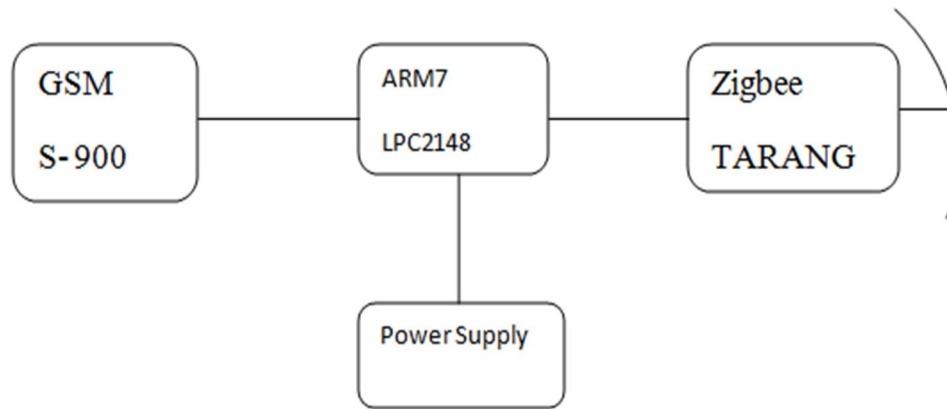 GSM
S-900
ARM7
LPC2148
Zigbee
TARANG
Power Supply